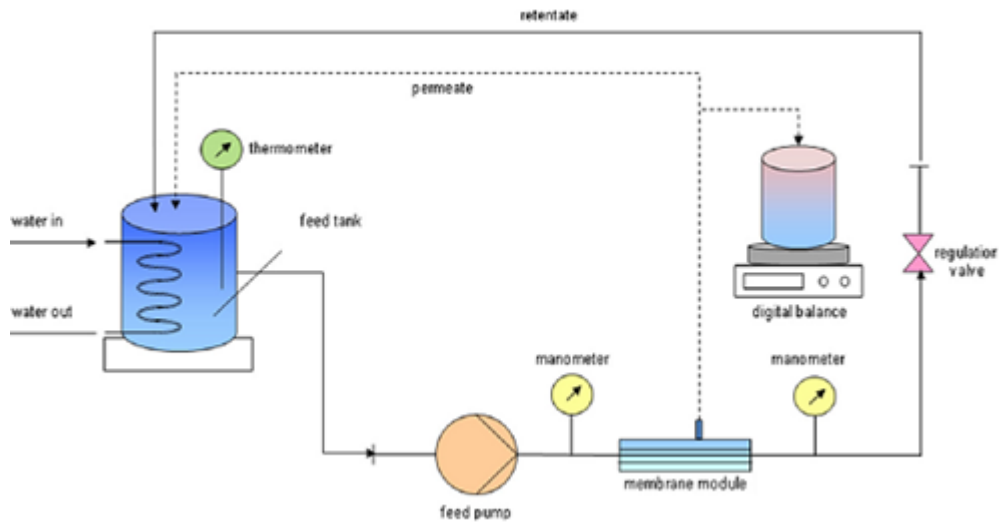 retentate
permeate
thermometer
water in
feed tank
regulation
valve
water out
digital balance
manometer
manometer
membrane module
feed pump